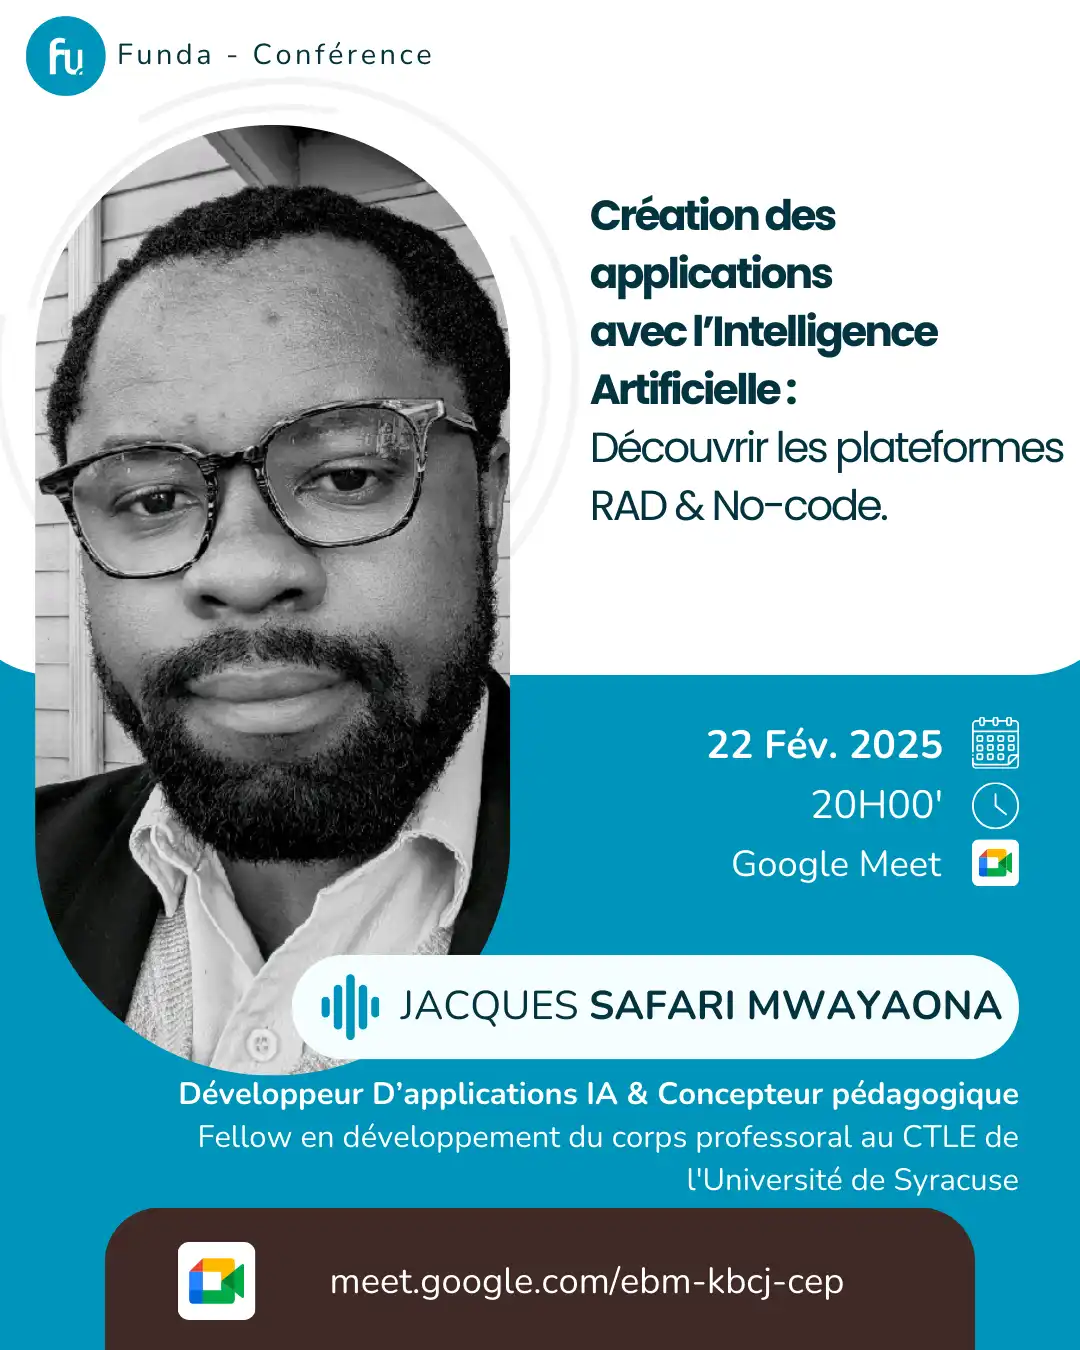 fu
Funda - Conférence
Création des
applications
avec l’Intelligence
Artificielle :
Découvrir les plateformes
RAD & No-code.
22 Fév. 2025
20H00'
Google Meet
JACQUES SAFARI MWAYAONA
Développeur D’applications IA & Concepteur pédagogique
Fellow en développement du corps professoral au CTLE de
l'Université de Syracuse
meet.google.com/ebm-kbcj-cep